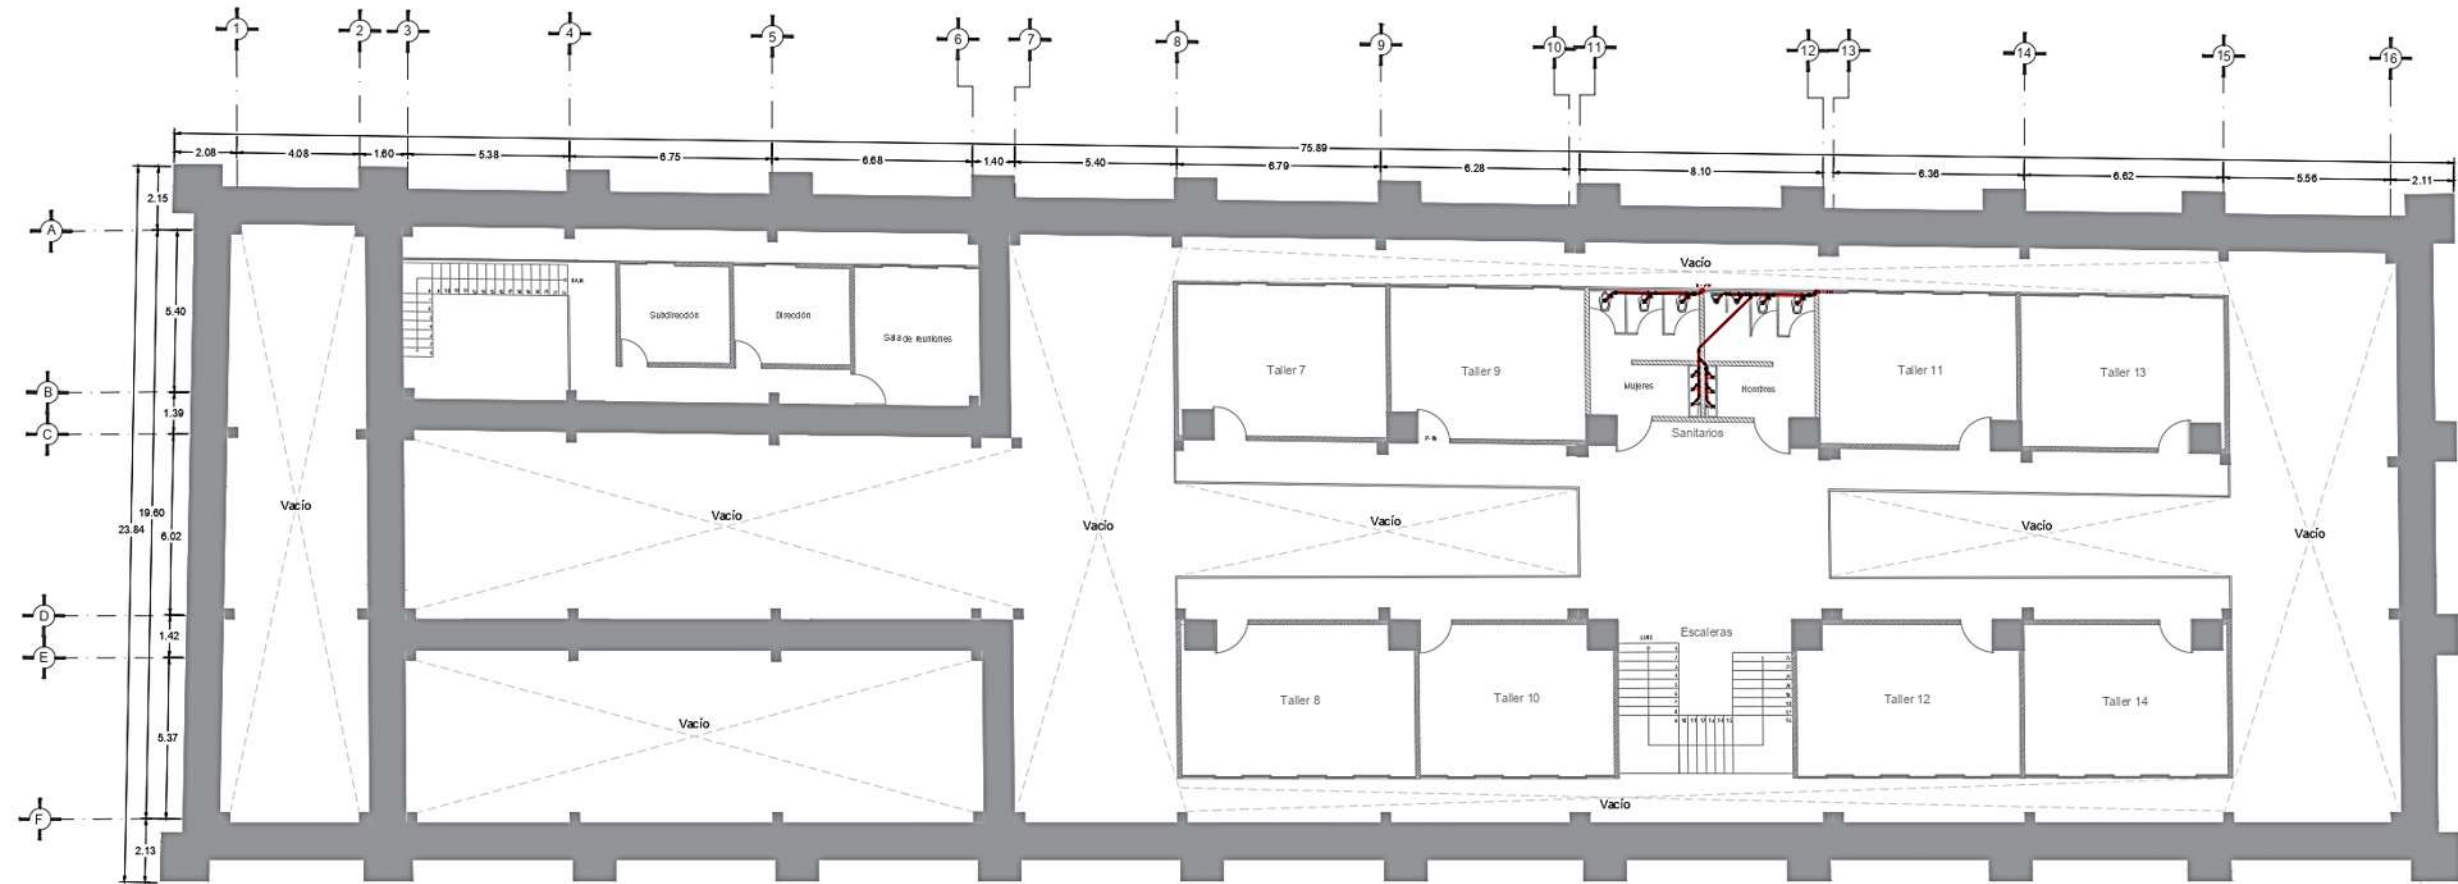 1 2 3 4 5 6 7 8 9 10 11 12 13 14 15 16
75.89
2.08 4.08 1.60 5.38 6.75 6.68 1.40 5.40 6.79 6.28 8.10 6.36 6.62 5.56 2.11
2.15
A
Vacío
5.40
Subdirección
Dirección
Sala de reuniones
Taller 7
Taller 9
Mujeres
Hombres
Taller 11
Taller 13
B
1.39
C
Sanitarios
Vacío
Vacío
Vacío
Vacío
Vacío
Vacío
23.84
19.60
6.02
D
1.42
E
Escaleras
Taller 8
Taller 10
Taller 12
Taller 14
Vacío
5.37
Vacío
F
2.13